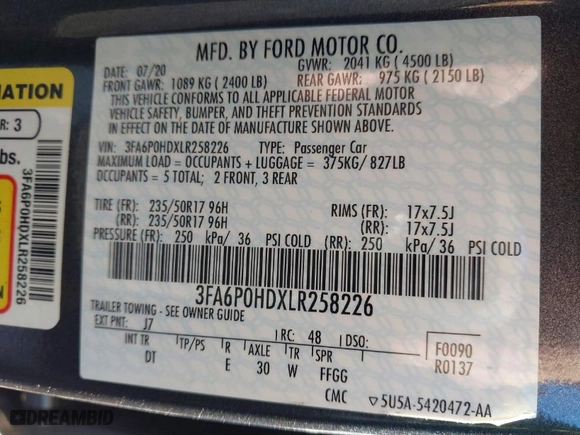 MFD. BY FORD MOTOR CO.
DATE: 07/20 GVWR: 2041 KG (4500 LB)
FRONT GAWR: 1089 KG (2400 LB) REAR GAWR: 975 KG (2150 LB)
THIS VEHICLE CONFORMS TO ALL APPLICABLE FEDERAL MOTOR
VEHICLE SAFETY, BUMPER, AND THEFT PREVENTION STANDARDS
IN EFFECT ON THE DATE OF MANUFACTURE SHOWN ABOVE.
VIN: 3FA6P0HDXLR258226 TYPE: Passenger Car
MAXIMUM LOAD = OCCUPANTS + LUGGAGE = 375KG/ 827LB
OCCUPANTS = 5 TOTAL; 2 FRONT, 3 REAR
TIRE (FR): 235/50R17 96H RIMS (FR): 17x7.5J
(RR): 235/50R17 96H (RR): 17x7.5J
PRESSURE (FR): 250 kPa/ 36 PSI COLD (RR): 250 kPa/ 36 PSI COLD
3FA6P0HDXLR258226
TRAILER TOWING - SEE OWNER GUIDE
EXT PNT: J7 RC: 48 DSO:
INT TR TP/PS R AXLE TR SPR
DT E 30 W FFGG
F0090
R0137
CMC ▽5U5A-5420472-AA
MATION
R: 3
bs.
3FA6P0HDXLR258226
DREAMBID